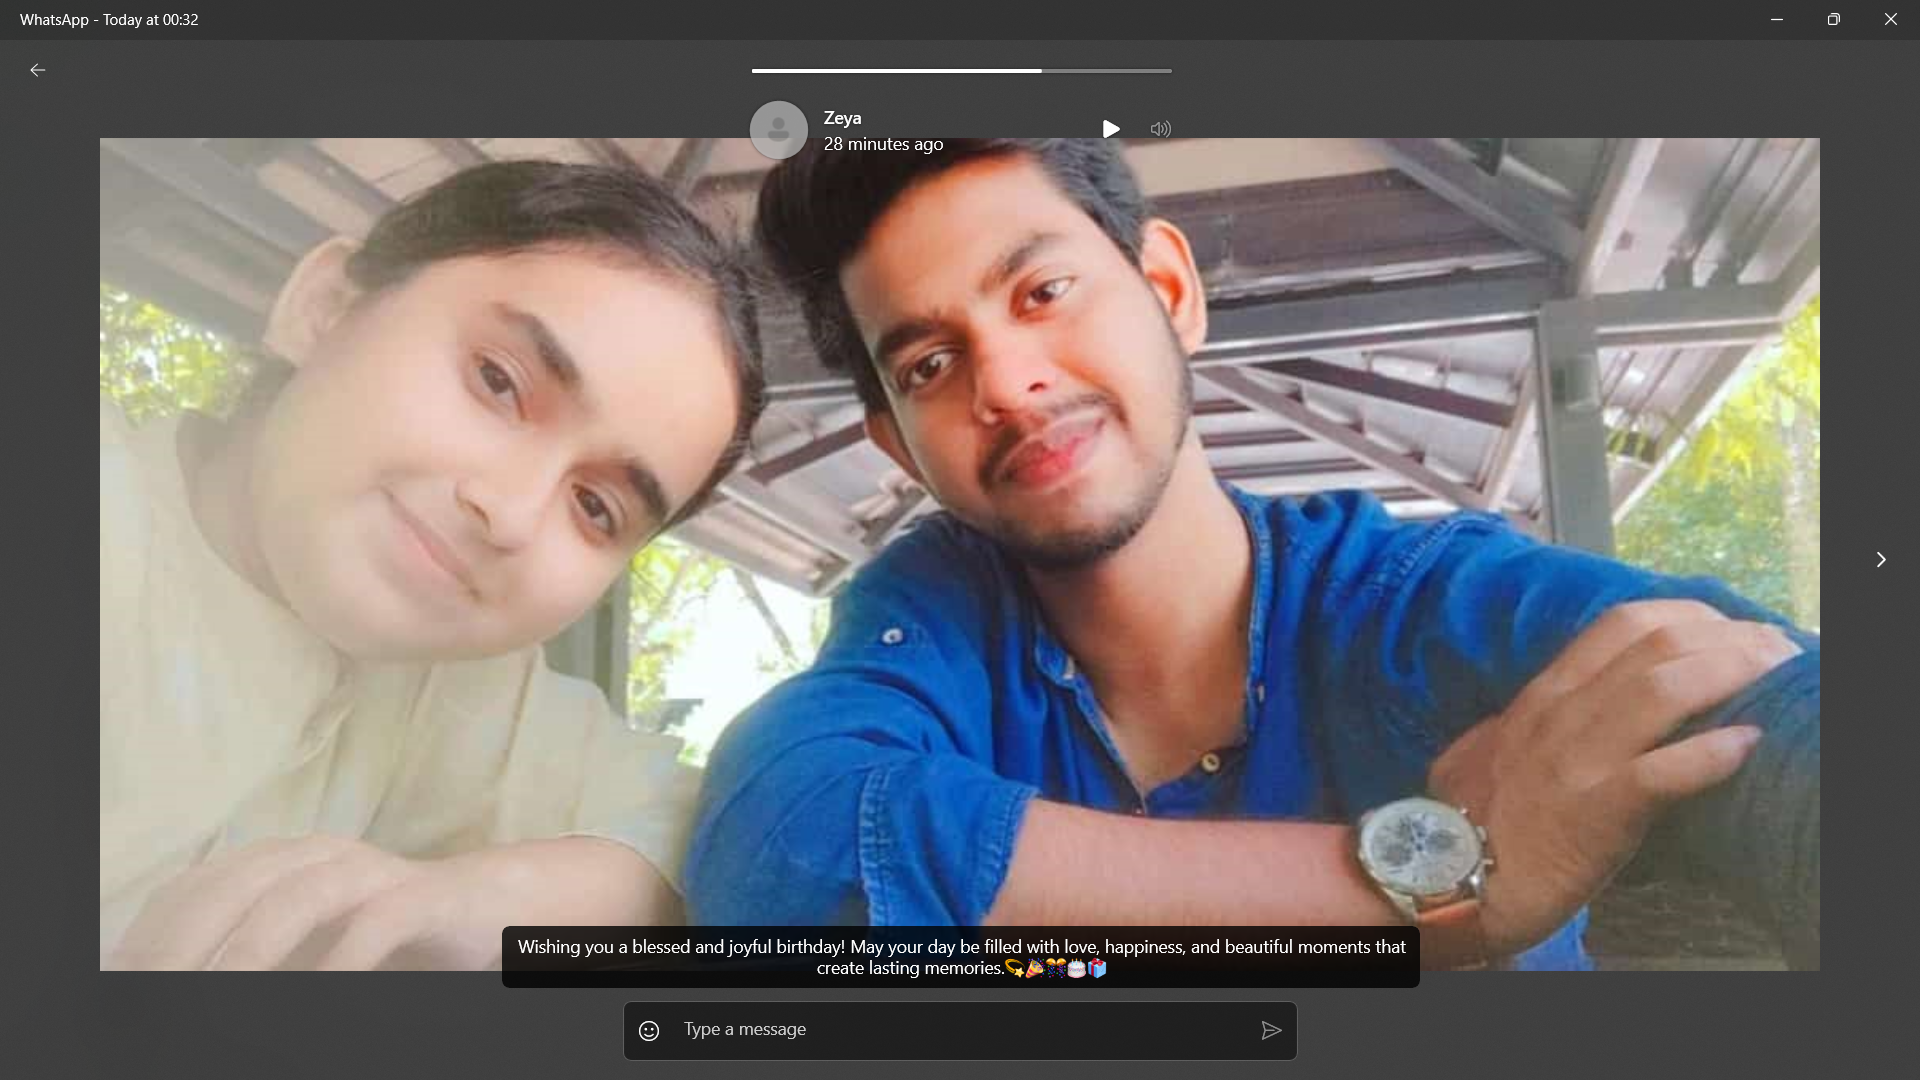 WhatsApp - Today at 00:32
Zeya
28 minutes ago
Wishing you a blessed and joyful birthday! May your day be filled with love, happiness, and beautiful moments that
create lasting memories.💫🎉🎊🎂🎁
Type a message